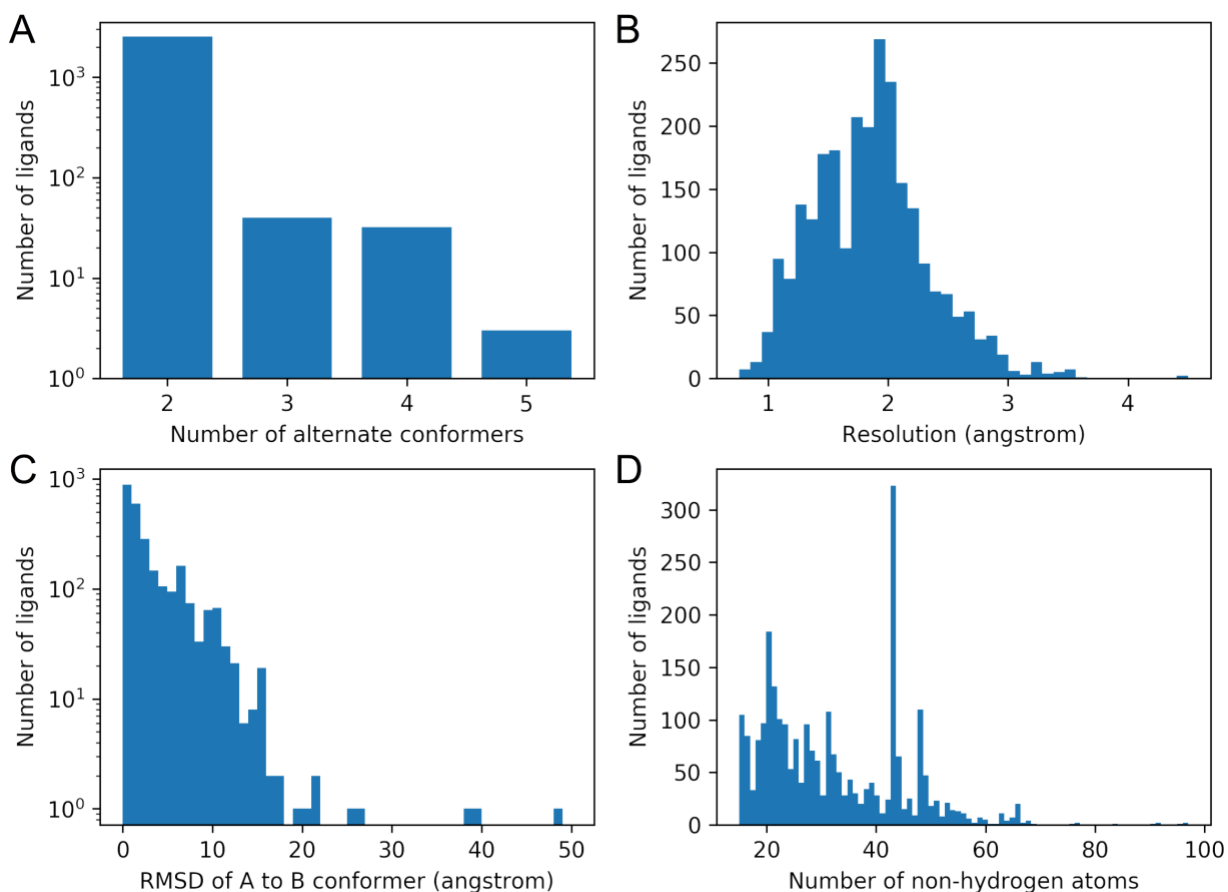 A
10³
10²
10¹
10⁰
Number of ligands
2 3 4 5
Number of alternate conformers
B
250
200
150
100
50
0
Number of ligands
1 2 3 4
Resolution (angstrom)
C
10³
10²
10¹
10⁰
Number of ligands
0 10 20 30 40 50
RMSD of A to B conformer (angstrom)
D
300
250
200
150
100
50
0
Number of ligands
20 40 60 80 100
Number of non-hydrogen atoms